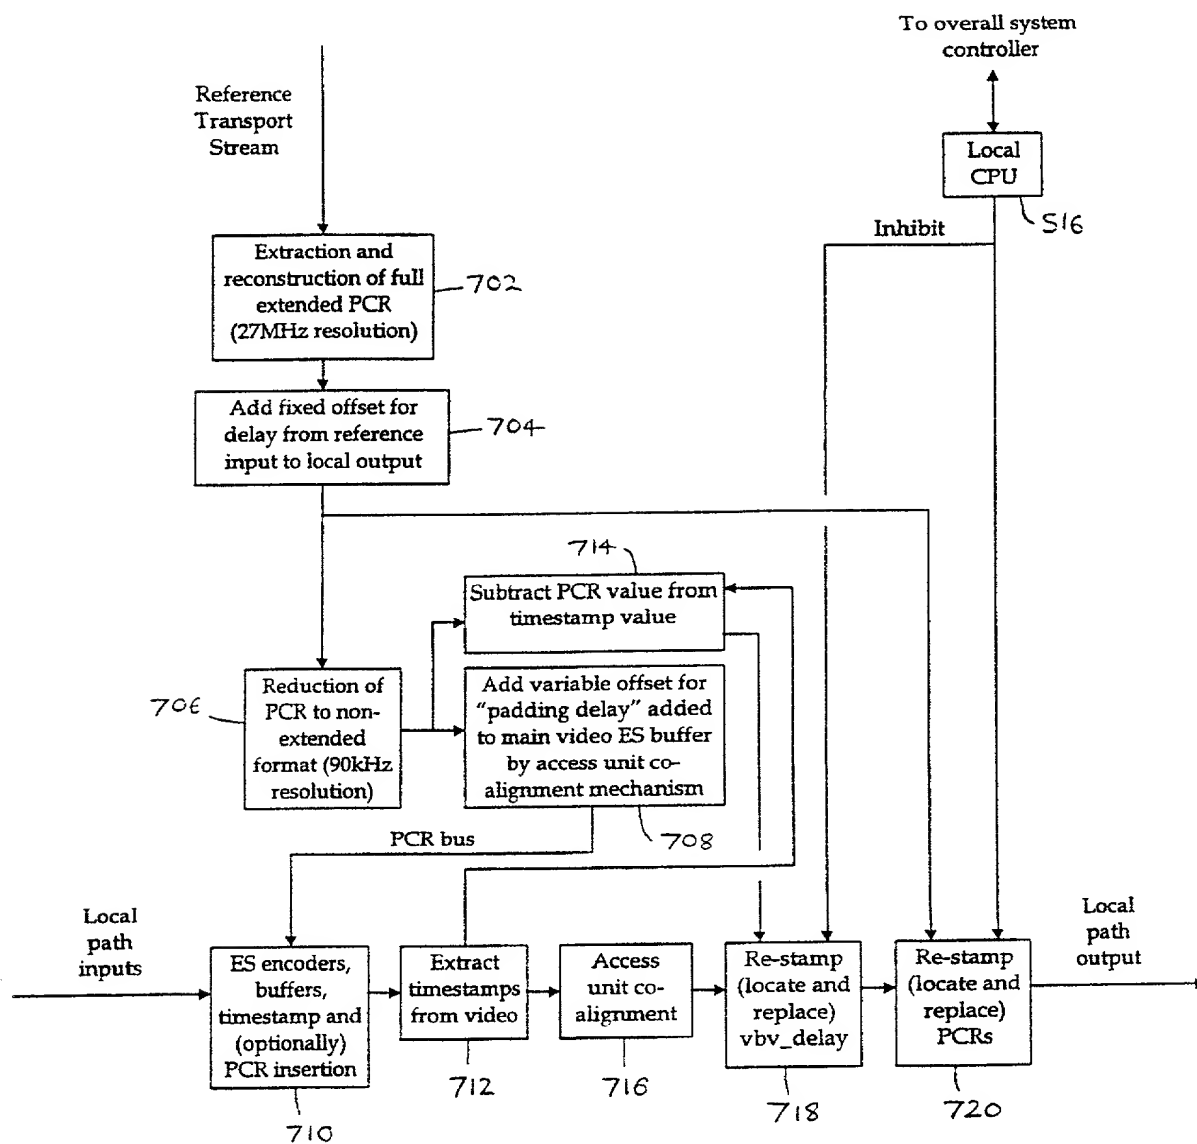 To overall system
controller
Reference
Transport
Stream
Local
CPU
516
Inhibit
Extraction and
reconstruction of full
extended PCR
(27MHz resolution)
702
Add fixed offset for
delay from reference
input to local output
704
714
Subtract PCR value from
timestamp value
706
Reduction of
PCR to non-
extended
format (90kHz
resolution)
Add variable offset for
"padding delay" added
to main video ES buffer
by access unit co-
alignment mechanism
708
PCR bus
Local
path
inputs
ES encoders,
buffers,
timestamp and
(optionally)
PCR insertion
710
Extract
timestamps
from video
712
Access
unit co-
alignment
716
Re-stamp
(locate and
replace)
vbv_delay
718
Re-stamp
(locate and
replace)
PCRs
720
Local
path
output